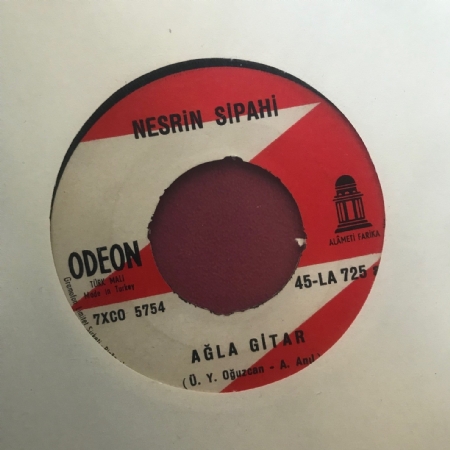 NESRİN SİPAHİ
ALÂMETİ FARİKA
ODEON
TÜRK MALI
Made in Turkey
45-LA 725
7XCO 5754
AĞLA GİTAR
(Ü. Y. Oğuzcan - A. Anıl)